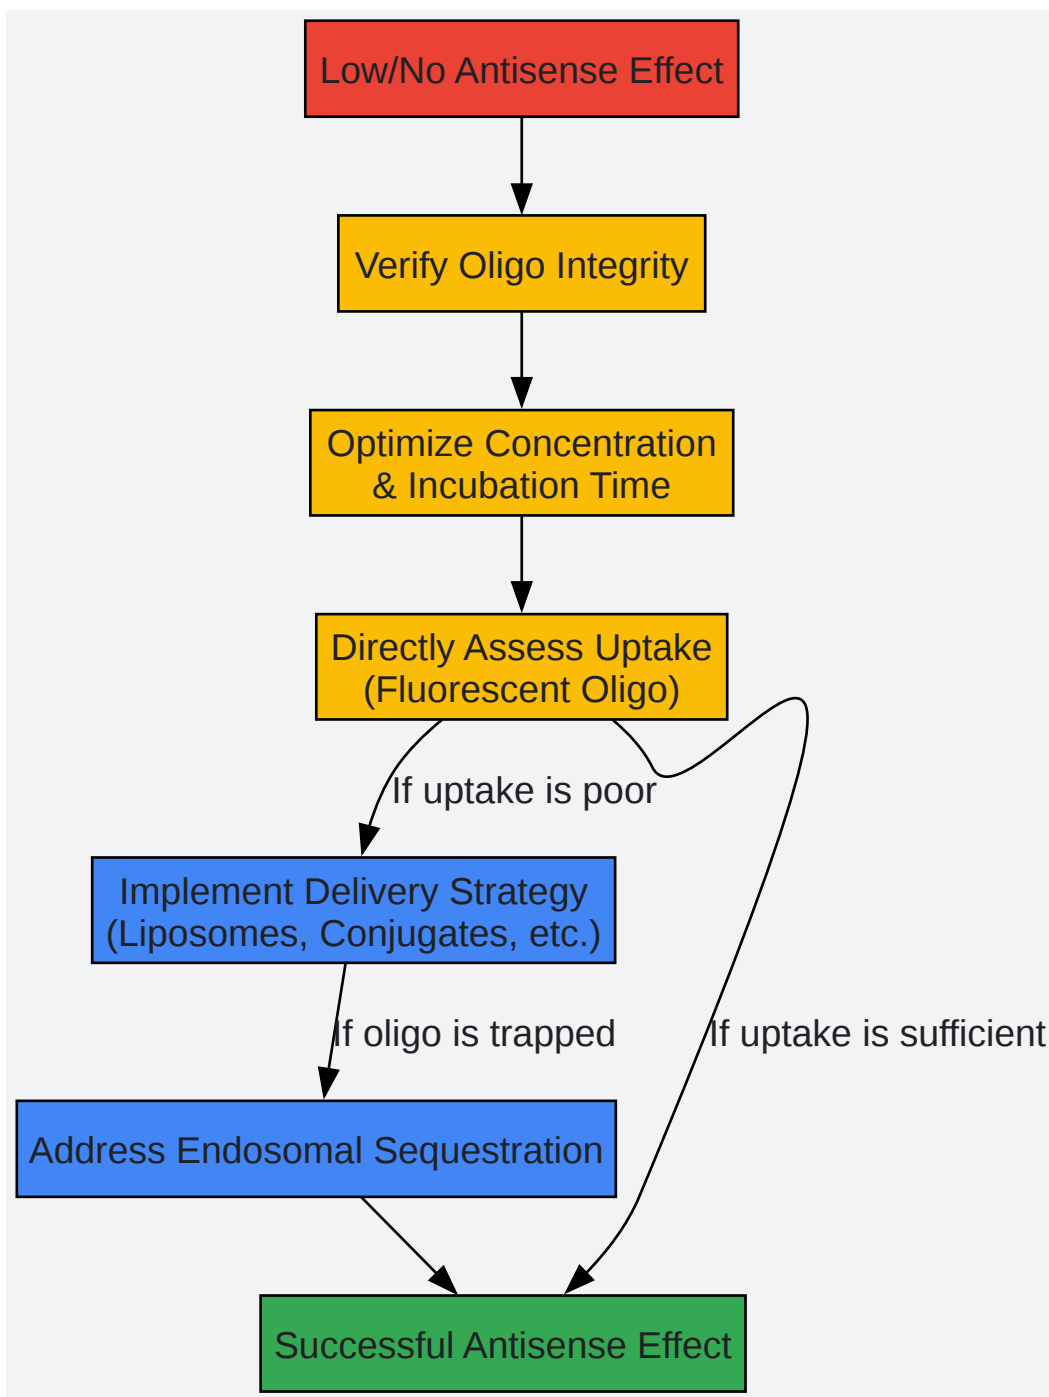 Low/No Antisense Effect
Verify Oligo Integrity
Optimize Concentration
& Incubation Time
Directly Assess Uptake
(Fluorescent Oligo)
If uptake is poor
Implement Delivery Strategy
(Liposomes, Conjugates, etc.)
If oligo is trapped
If uptake is sufficient
Address Endosomal Sequestration
Successful Antisense Effect